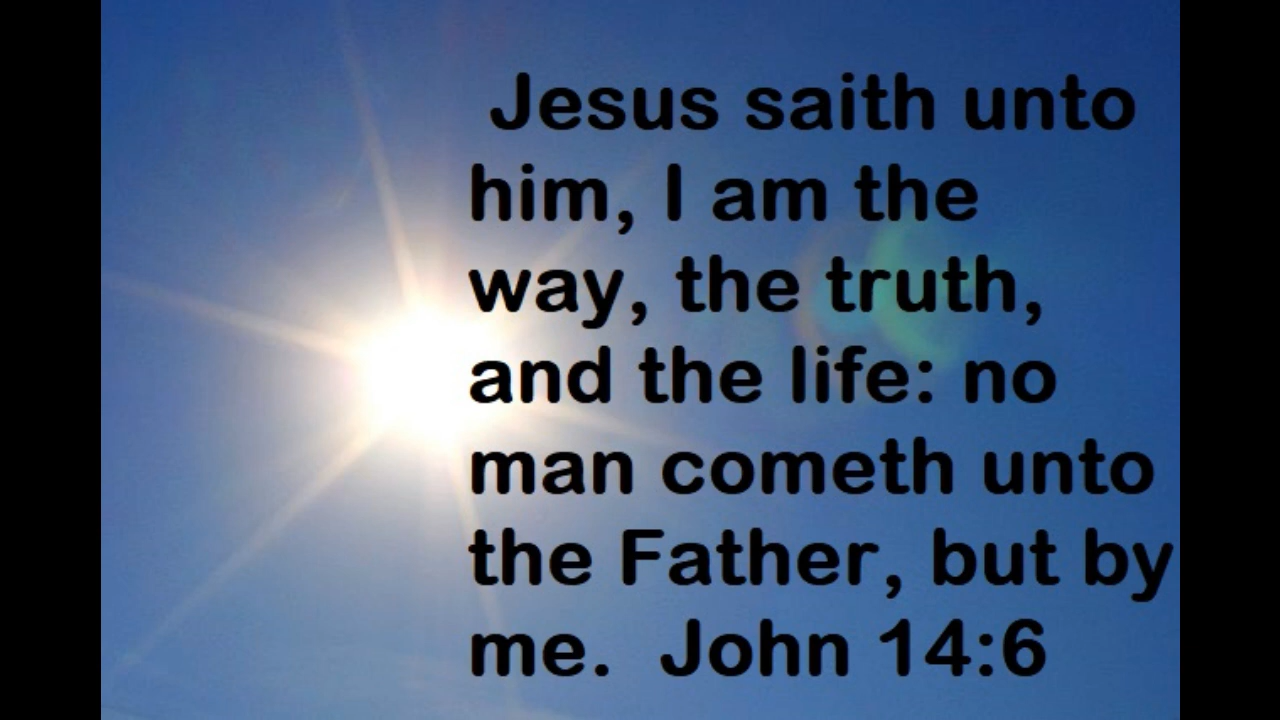 Jesus saith unto
him, I am the
way, the truth,
and the life: no
man cometh unto
the Father, but by
me. John 14:6